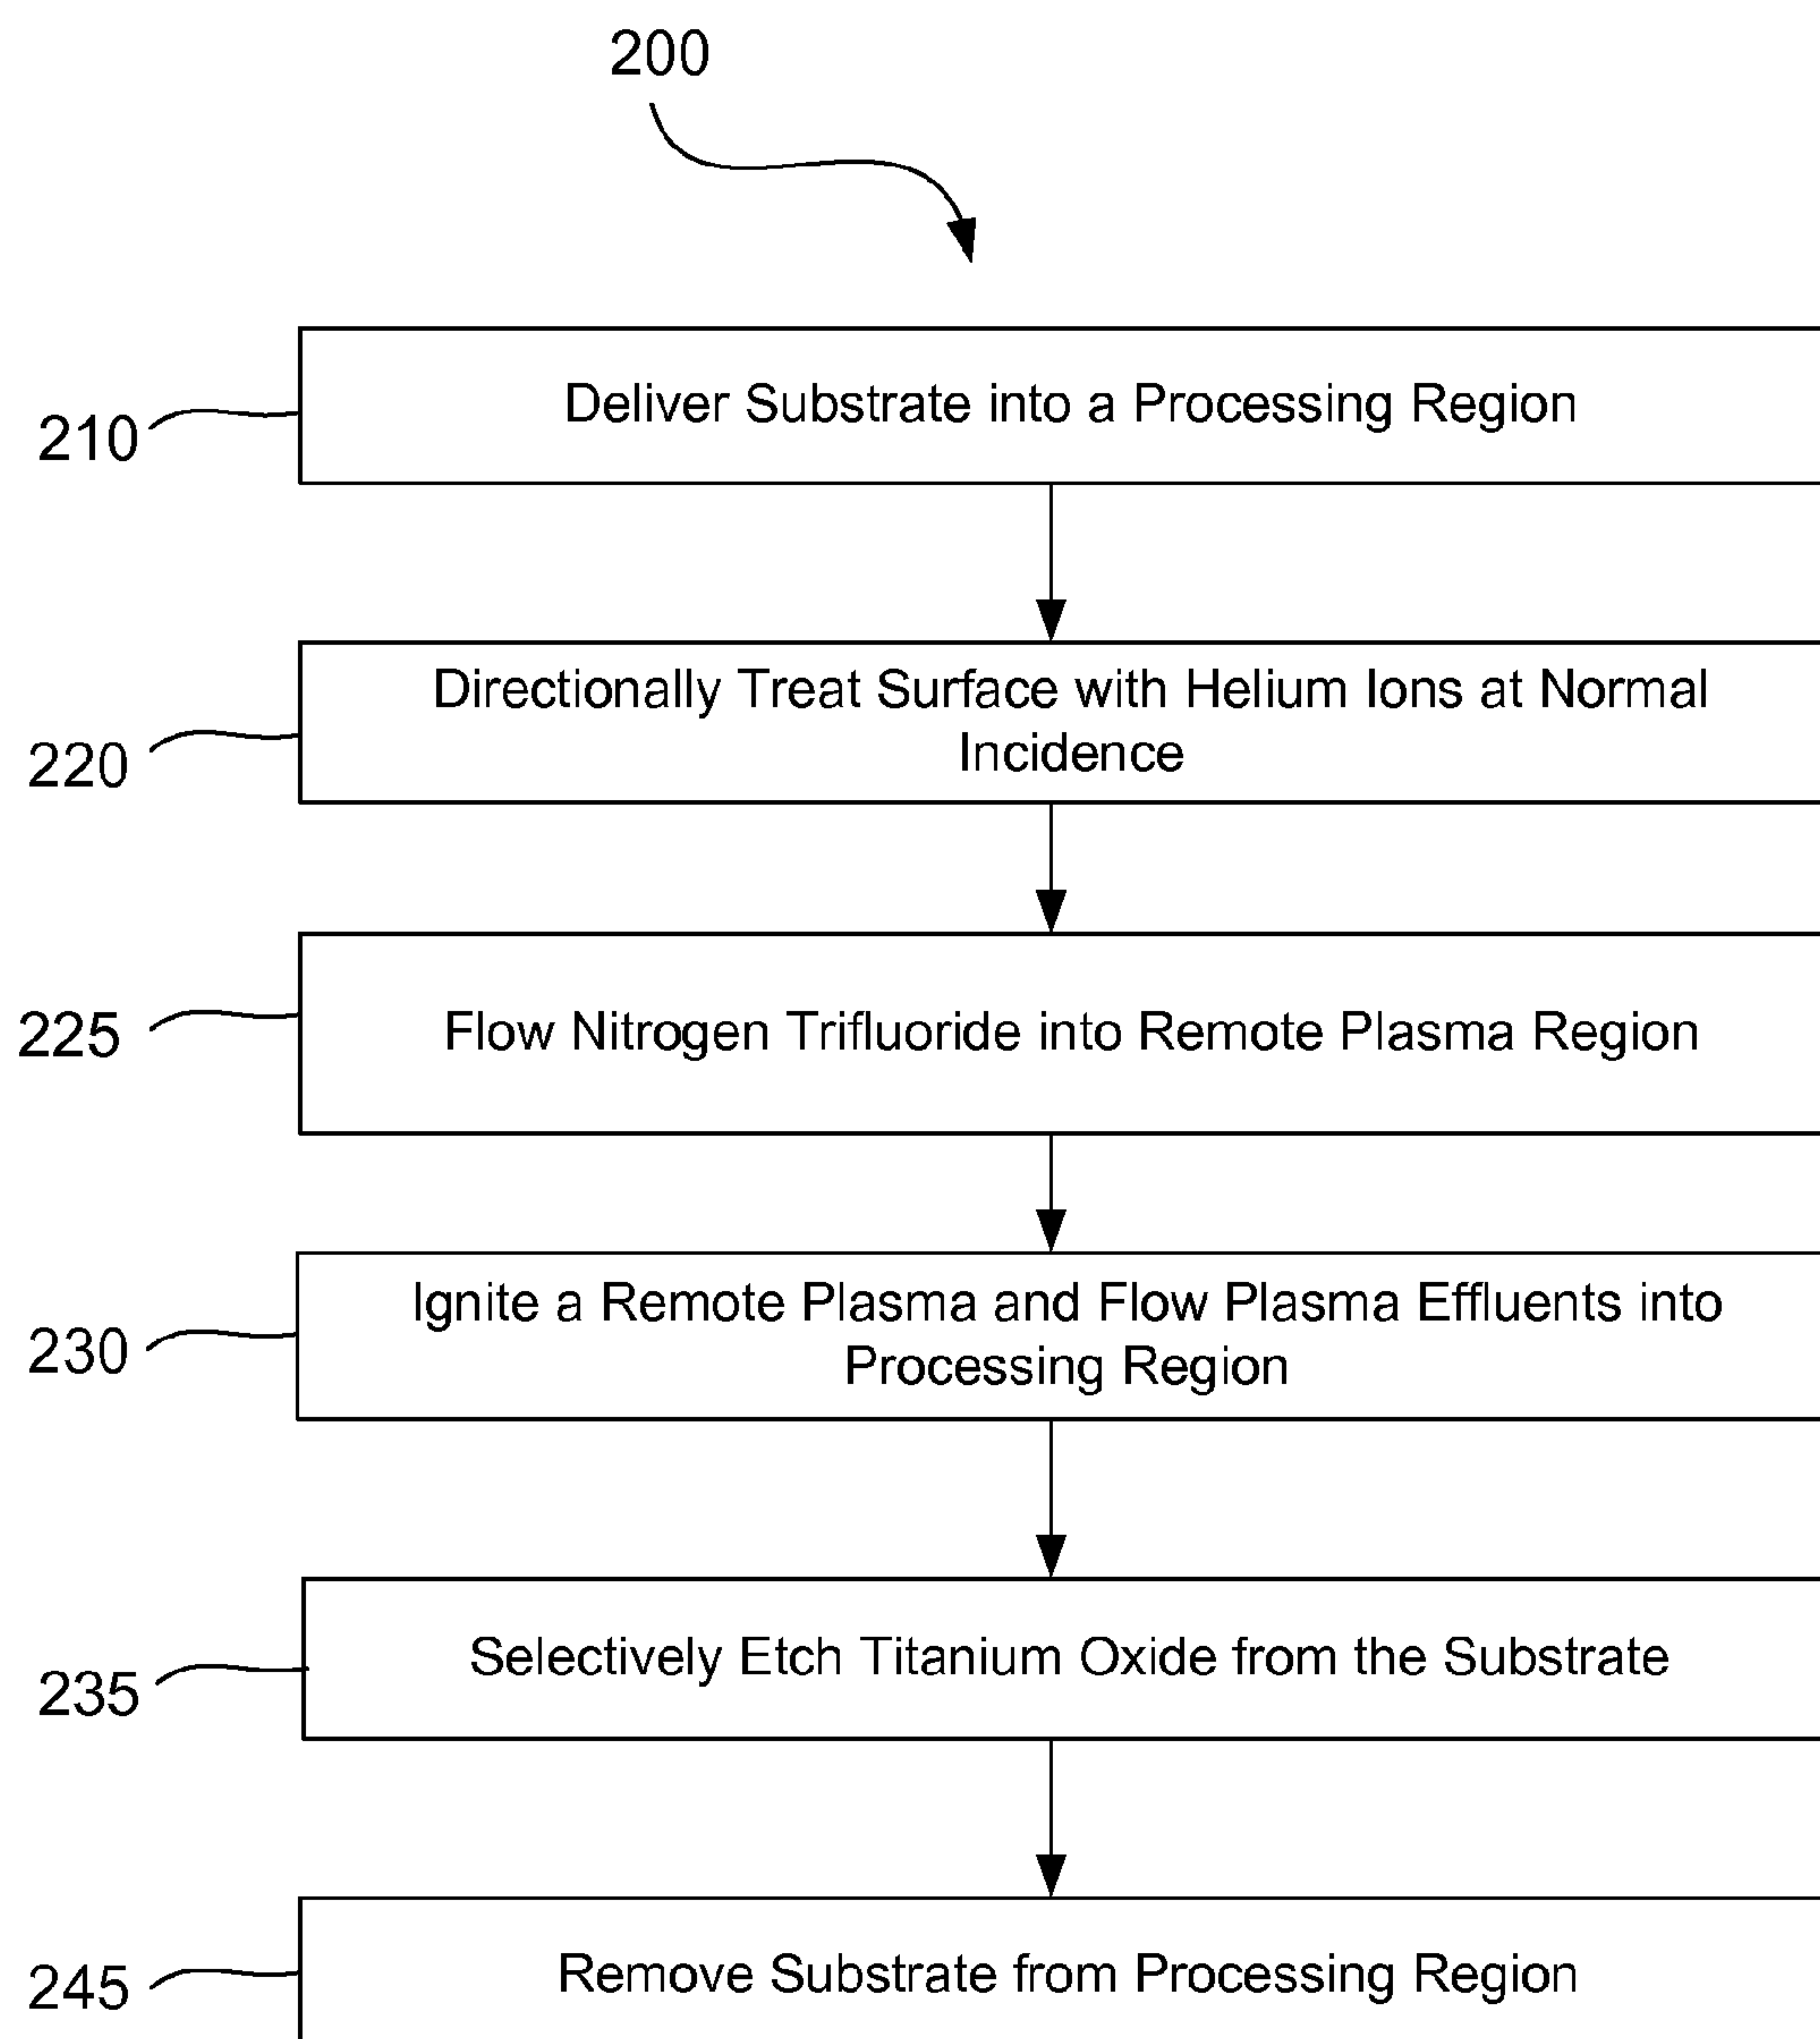 200
210
Deliver Substrate into a Processing Region
220
Directionally Treat Surface with Helium Ions at Normal
Incidence
225
Flow Nitrogen Trifluoride into Remote Plasma Region
230
Ignite a Remote Plasma and Flow Plasma Effluents into
Processing Region
235
Selectively Etch Titanium Oxide from the Substrate
245
Remove Substrate from Processing Region